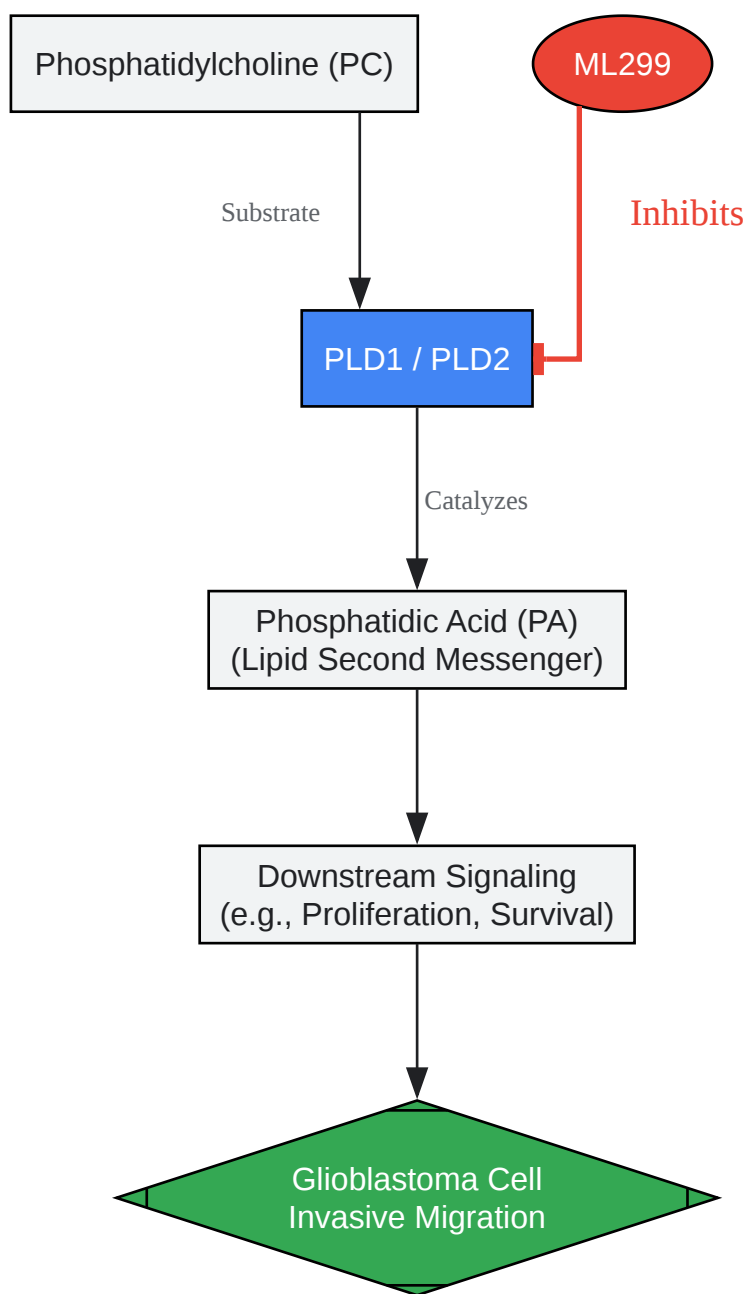 Phosphatidylcholine (PC)
ML299
Substrate
Inhibits
PLD1 / PLD2
Catalyzes
Phosphatidic Acid (PA)
(Lipid Second Messenger)
Downstream Signaling
(e.g., Proliferation, Survival)
Glioblastoma Cell
Invasive Migration